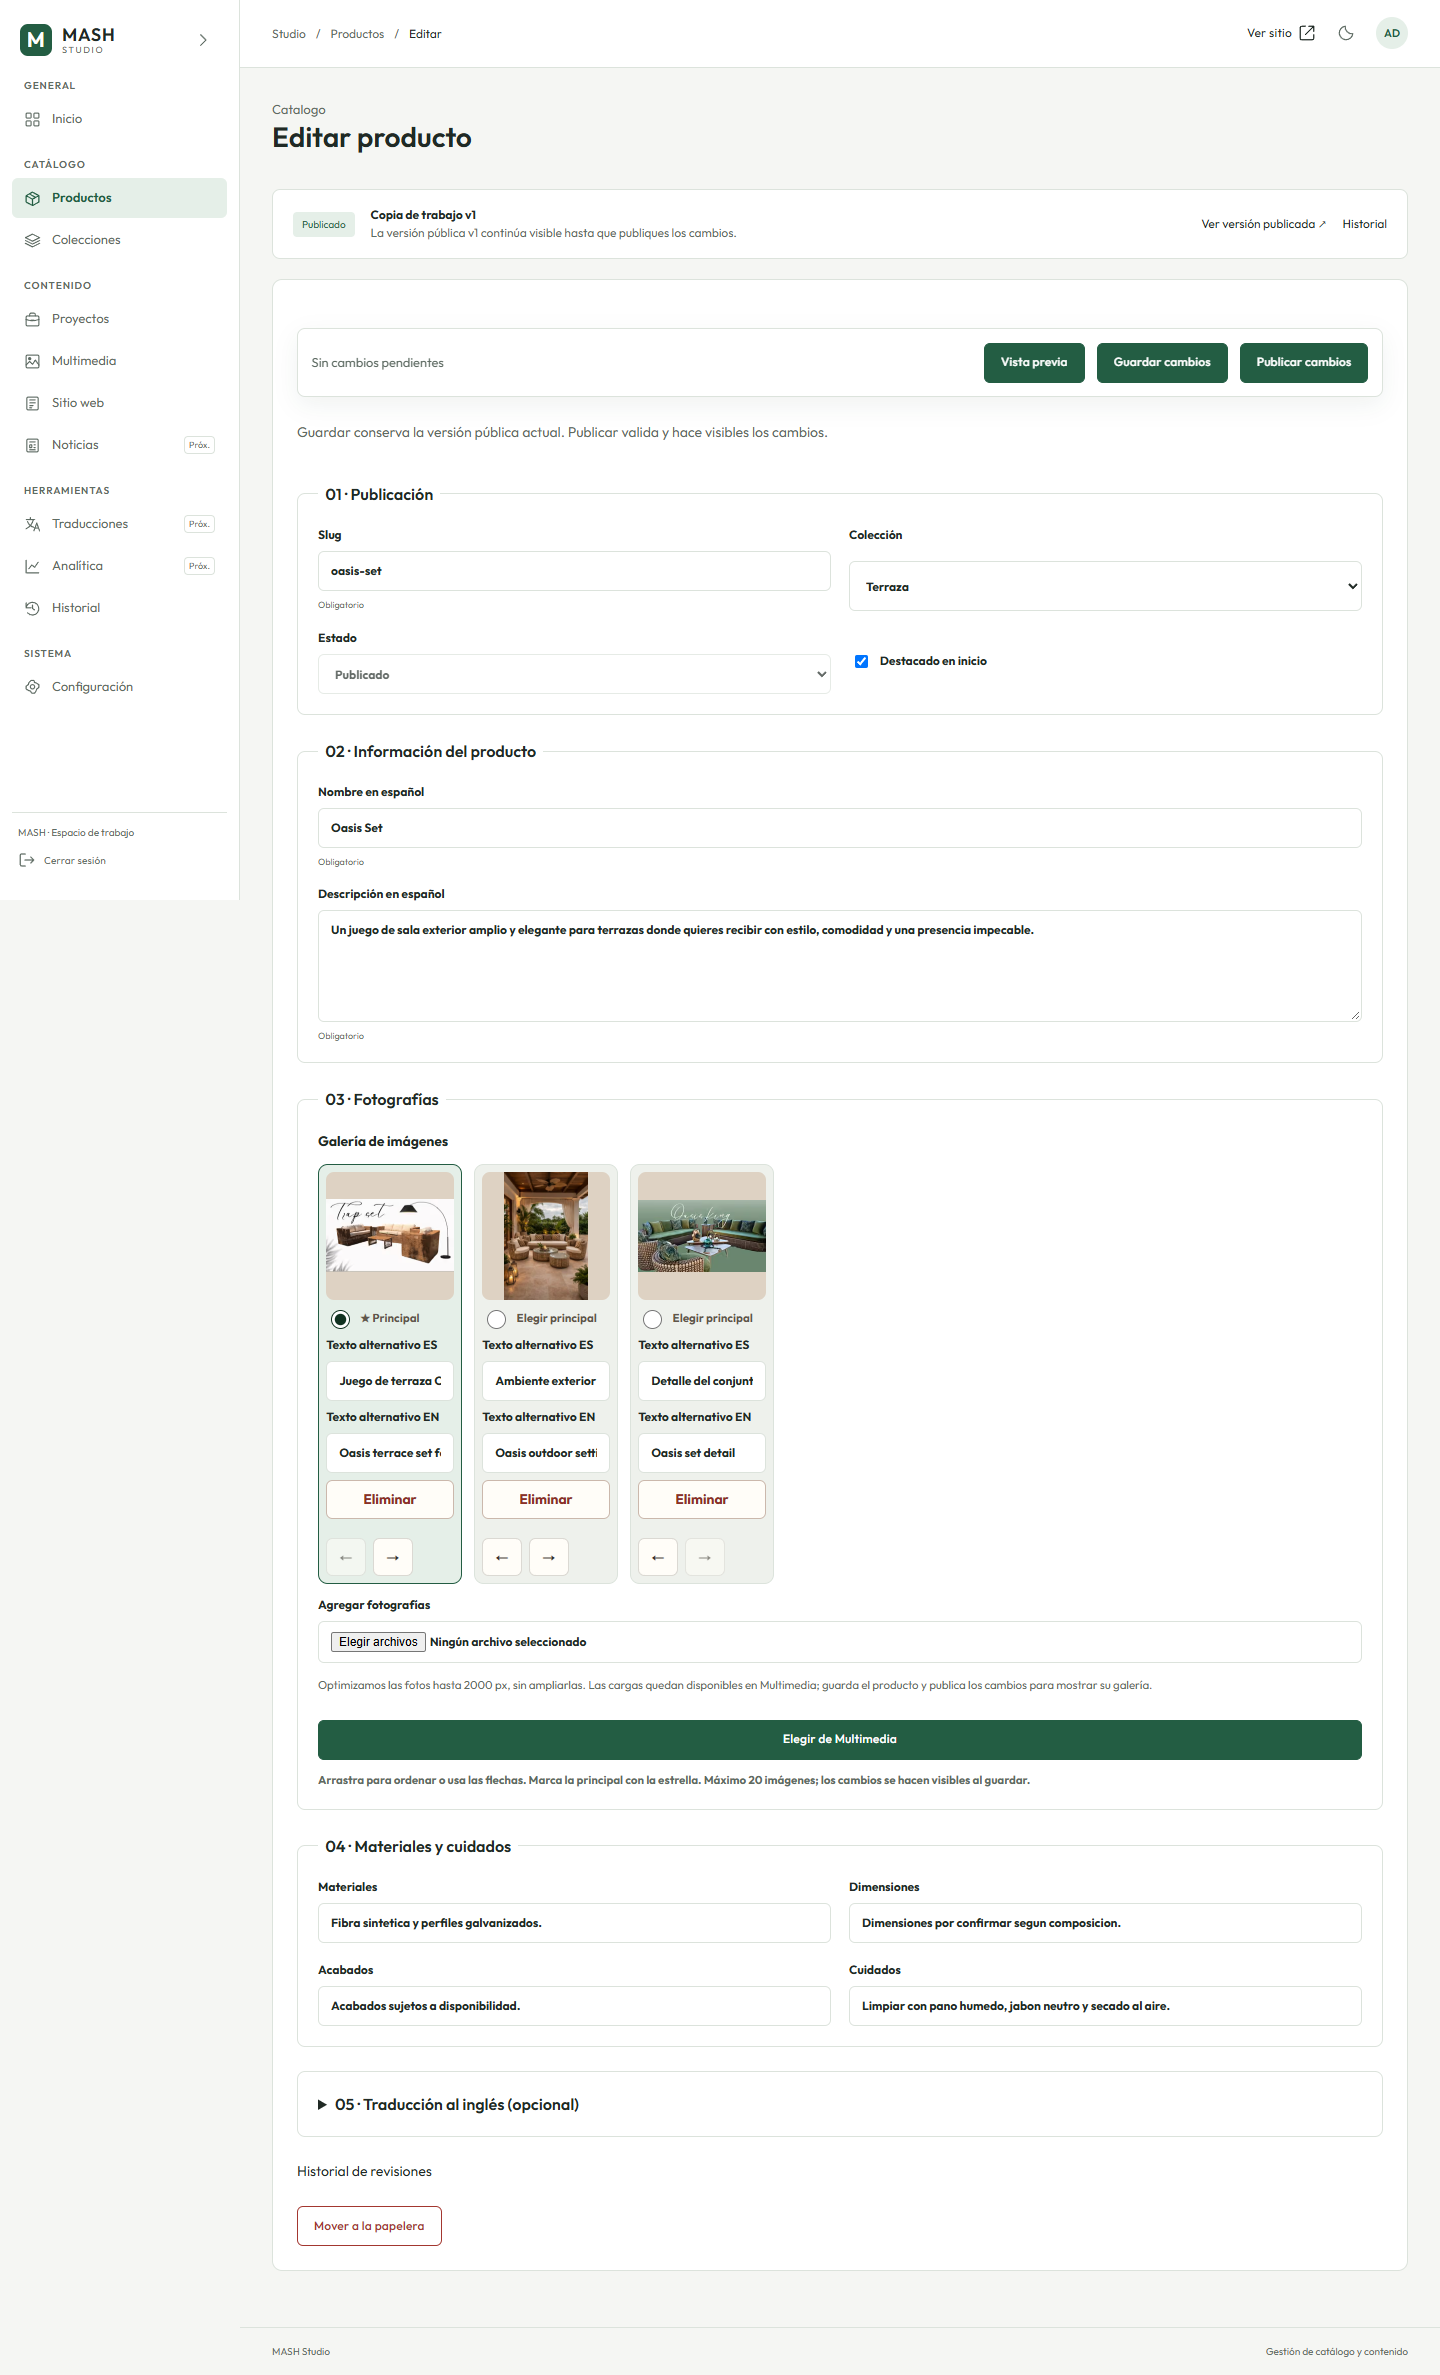 M MASH
STUDIO
GENERAL
Inicio
CATÁLOGO
Productos
Colecciones
CONTENIDO
Proyectos
Multimedia
Sitio web
Noticias Próx.
HERRAMIENTAS
Traducciones Próx.
Analítica Próx.
Historial
SISTEMA
Configuración
MASH · Espacio de trabajo
Cerrar sesión
Studio / Productos / Editar
Ver sitio
AD
Catalogo
Editar producto
Publicado
Copia de trabajo v1
La versión pública v1 continúa visible hasta que publiques los cambios.
Ver versión publicada ↗ Historial
Sin cambios pendientes
Vista previa Guardar cambios Publicar cambios
Guardar conserva la versión pública actual. Publicar valida y hace visibles los cambios.
01 · Publicación
Slug
oasis-set
Obligatorio
Colección
Terraza
Estado
Publicado
Destacado en inicio
02 · Información del producto
Nombre en español
Oasis Set
Obligatorio
Descripción en español
Un juego de sala exterior amplio y elegante para terrazas donde quieres recibir con estilo, comodidad y una presencia impecable.
Obligatorio
03 · Fotografías
Galería de imágenes
★ Principal
Texto alternativo ES
Juego de terraza O
Texto alternativo EN
Oasis terrace set f
Eliminar
← →
Elegir principal
Texto alternativo ES
Ambiente exterior
Texto alternativo EN
Oasis outdoor setti
Eliminar
← →
Elegir principal
Texto alternativo ES
Detalle del conjunt
Texto alternativo EN
Oasis set detail
Eliminar
← →
Agregar fotografías
Elegir archivos Ningún archivo seleccionado
Optimizamos las fotos hasta 2000 px, sin ampliarlas. Las cargas quedan disponibles en Multimedia; guarda el producto y publica los cambios para mostrar su galería.
Elegir de Multimedia
Arrastra para ordenar o usa las flechas. Marca la principal con la estrella. Máximo 20 imágenes; los cambios se hacen visibles al guardar.
04 · Materiales y cuidados
Materiales
Fibra sintetica y perfiles galvanizados.
Dimensiones
Dimensiones por confirmar segun composicion.
Acabados
Acabados sujetos a disponibilidad.
Cuidados
Limpiar con pano humedo, jabon neutro y secado al aire.
05 · Traducción al inglés (opcional)
Historial de revisiones
Mover a la papelera
MASH Studio
Gestión de catálogo y contenido